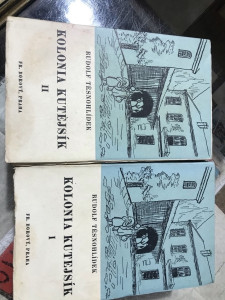 RUDOLF TĚSNOHLÍDEK
KOLONIA KUTEJSÍK
II
FR. BOROVÝ, PRAHA
RUDOLF TĚSNOHLÍDEK
KOLONIA KUTEJSÍK
I
FR. BOROVÝ, PRAHA